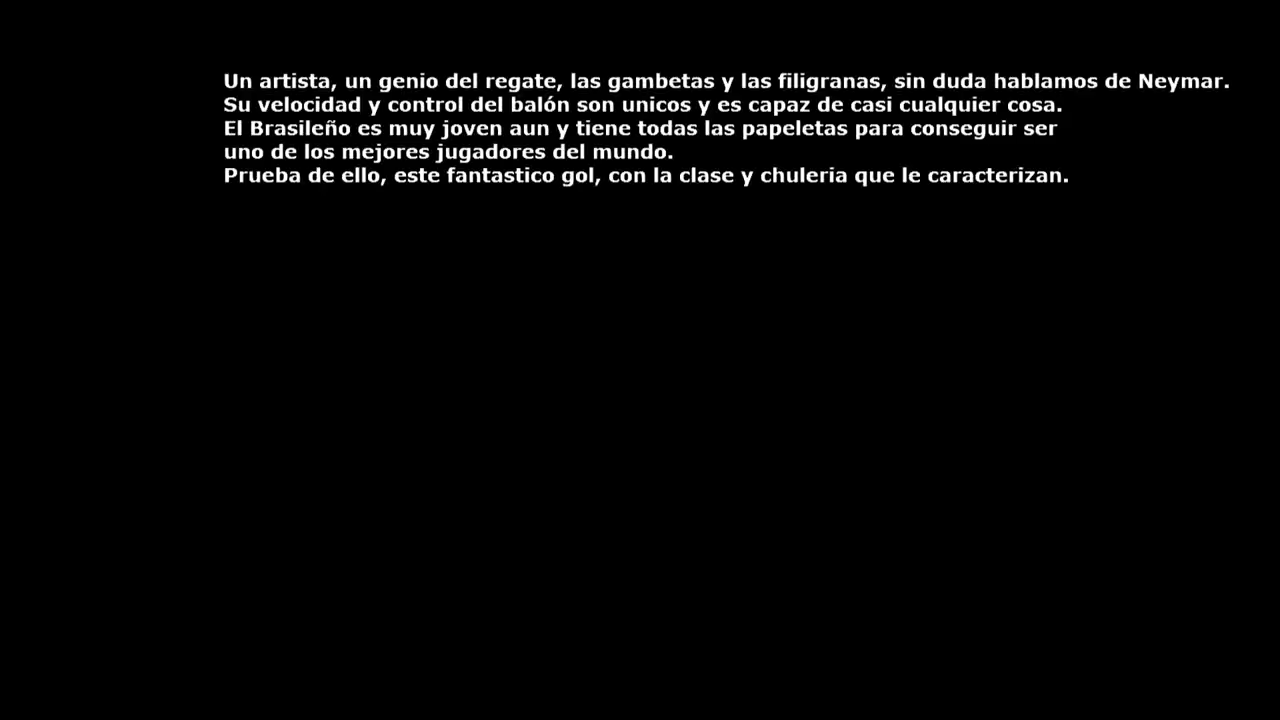 Un artista, un genio del regate, las gambetas y las filigranas, sin duda hablamos de Neymar.
Su velocidad y control del balón son unicos y es capaz de casi cualquier cosa.
El Brasileño es muy joven aun y tiene todas las papeletas para conseguir ser
uno de los mejores jugadores del mundo.
Prueba de ello, este fantastico gol, con la clase y chuleria que le caracterizan.